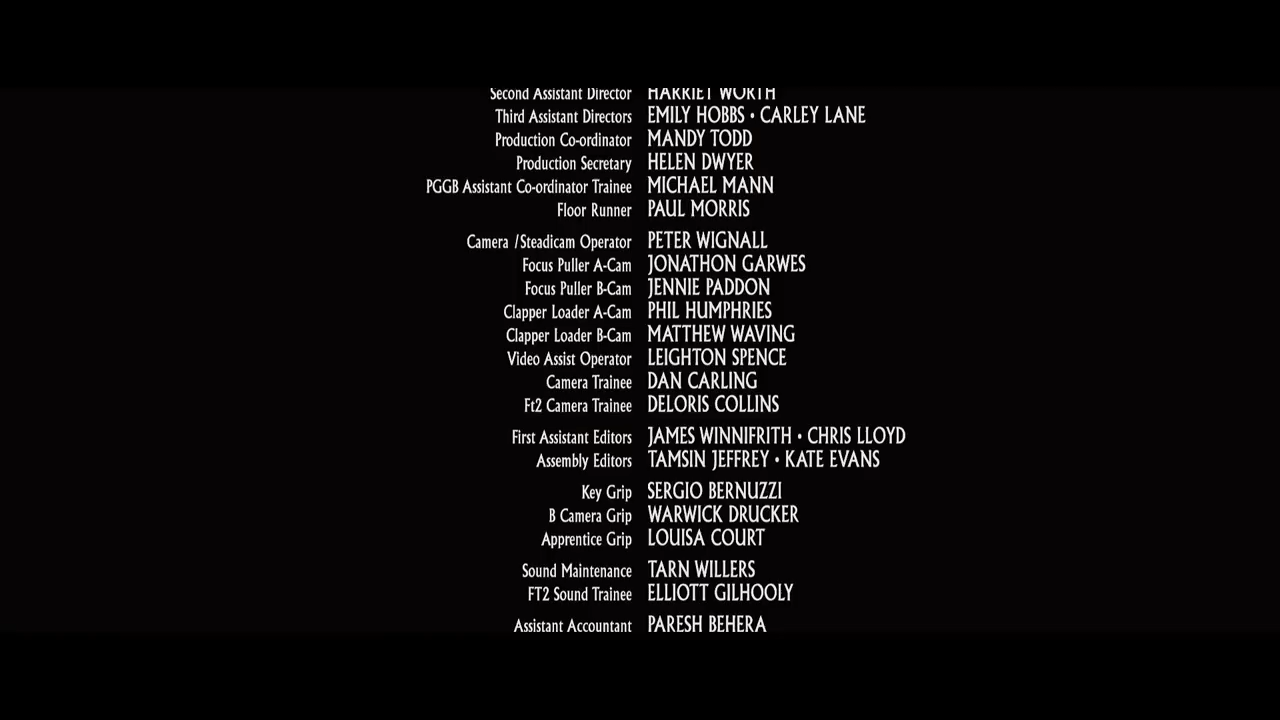 Second Assistant Director HARRIET WORTH
Third Assistant Directors EMILY HOBBS • CARLEY LANE
Production Co-ordinator MANDY TODD
Production Secretary HELEN DWYER
PGGB Assistant Co-ordinator Trainee MICHAEL MANN
Floor Runner PAUL MORRIS
Camera /Steadicam Operator PETER WIGNALL
Focus Puller A-Cam JONATHON GARWES
Focus Puller B-Cam JENNIE PADDON
Clapper Loader A-Cam PHIL HUMPHRIES
Clapper Loader B-Cam MATTHEW WAVING
Video Assist Operator LEIGHTON SPENCE
Camera Trainee DAN CARLING
Ft2 Camera Trainee DELORIS COLLINS
First Assistant Editors JAMES WINNIFRITH • CHRIS LLOYD
Assembly Editors TAMSIN JEFFREY • KATE EVANS
Key Grip SERGIO BERNUZZI
B Camera Grip WARWICK DRUCKER
Apprentice Grip LOUISA COURT
Sound Maintenance TARN WILLERS
FT2 Sound Trainee ELLIOTT GILHOOLY
Assistant Accountant PARESH BEHERA